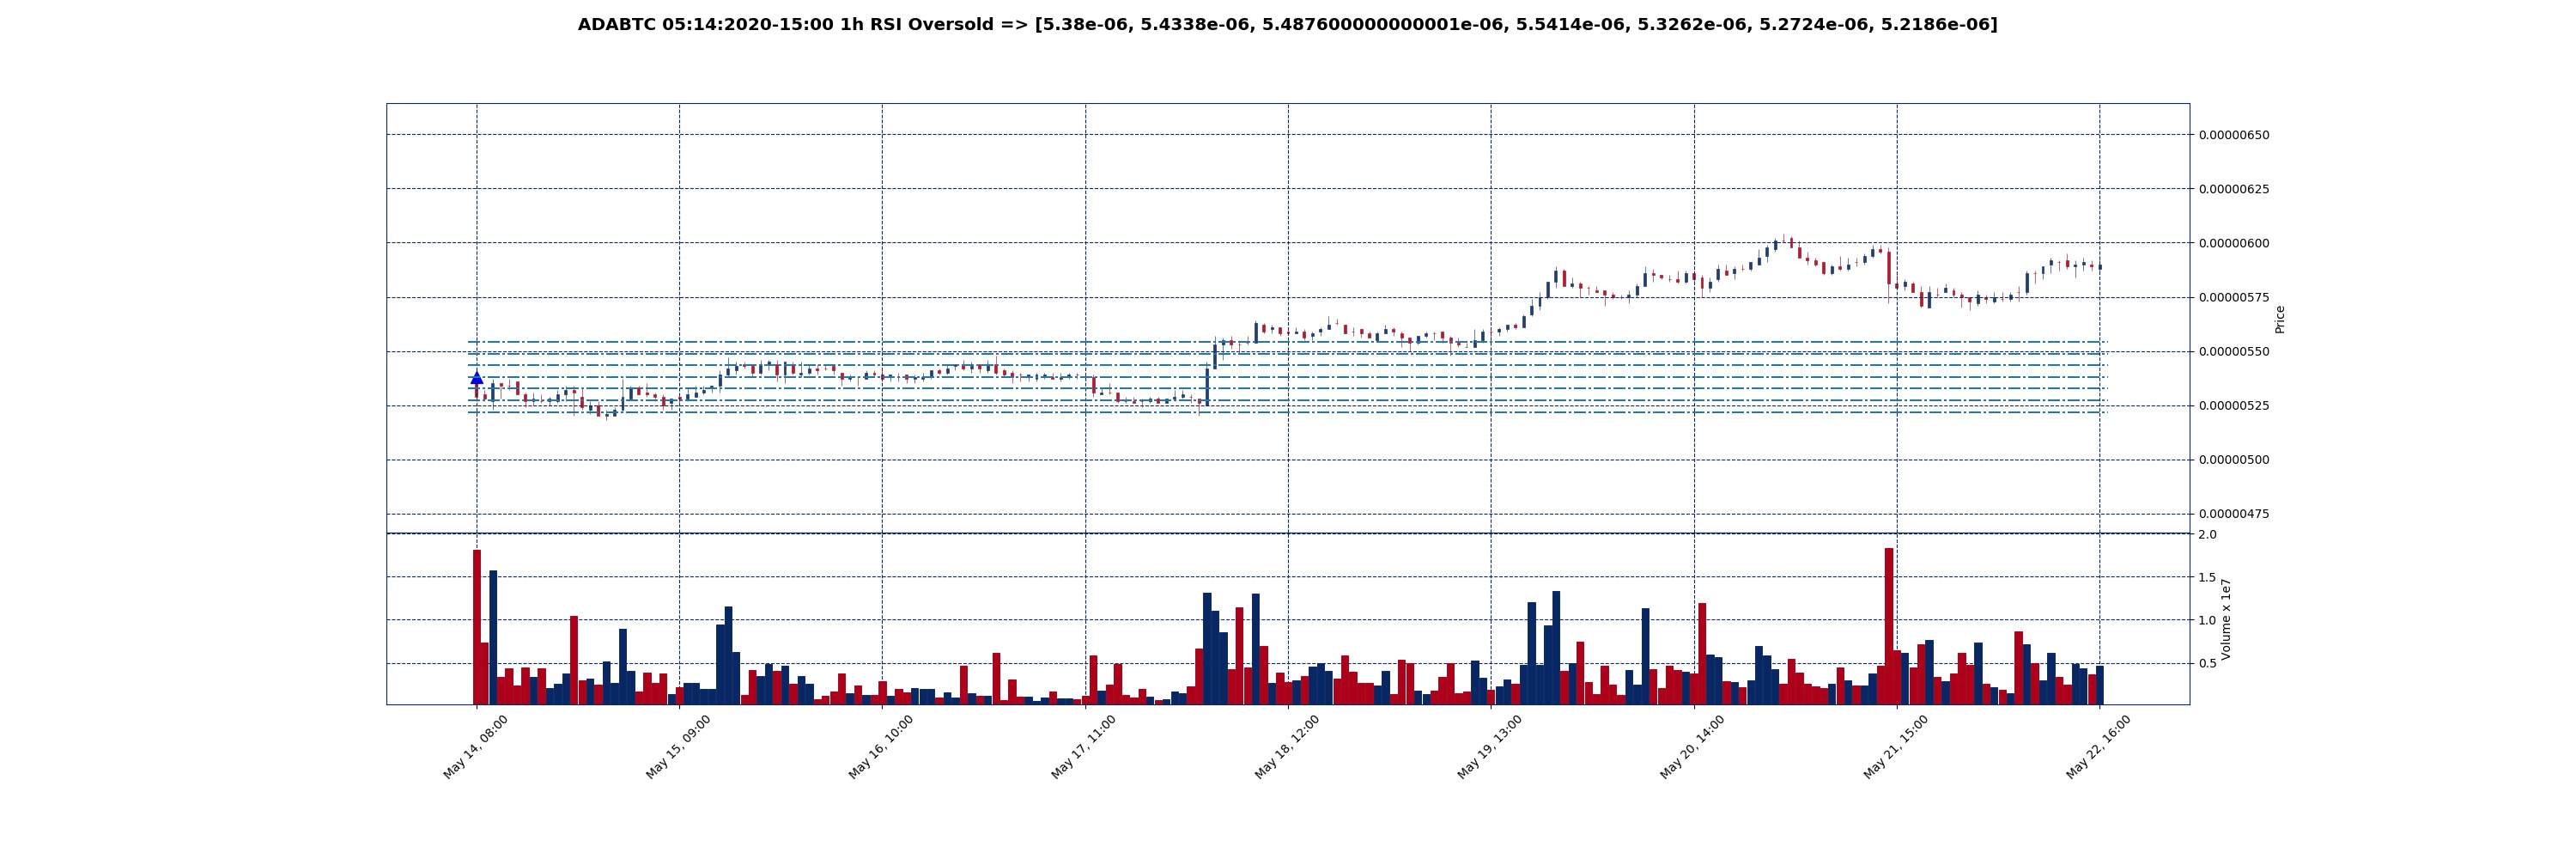 ADABTC 05:14:2020-15:00 1h RSI Oversold => [5.38e-06, 5.4338e-06, 5.487600000000001e-06, 5.5414e-06, 5.3262e-06, 5.2724e-06, 5.2186e-06]
0.00000650
0.00000625
0.00000600
0.00000575
Price
0.00000550
0.00000525
0.00000500
0.00000475
2.0
1.5
1.0
0.5
Volume x 1e7
May 14, 08:00
May 15, 09:00
May 16, 10:00
May 17, 11:00
May 18, 12:00
May 19, 13:00
May 20, 14:00
May 21, 15:00
May 22, 16:00